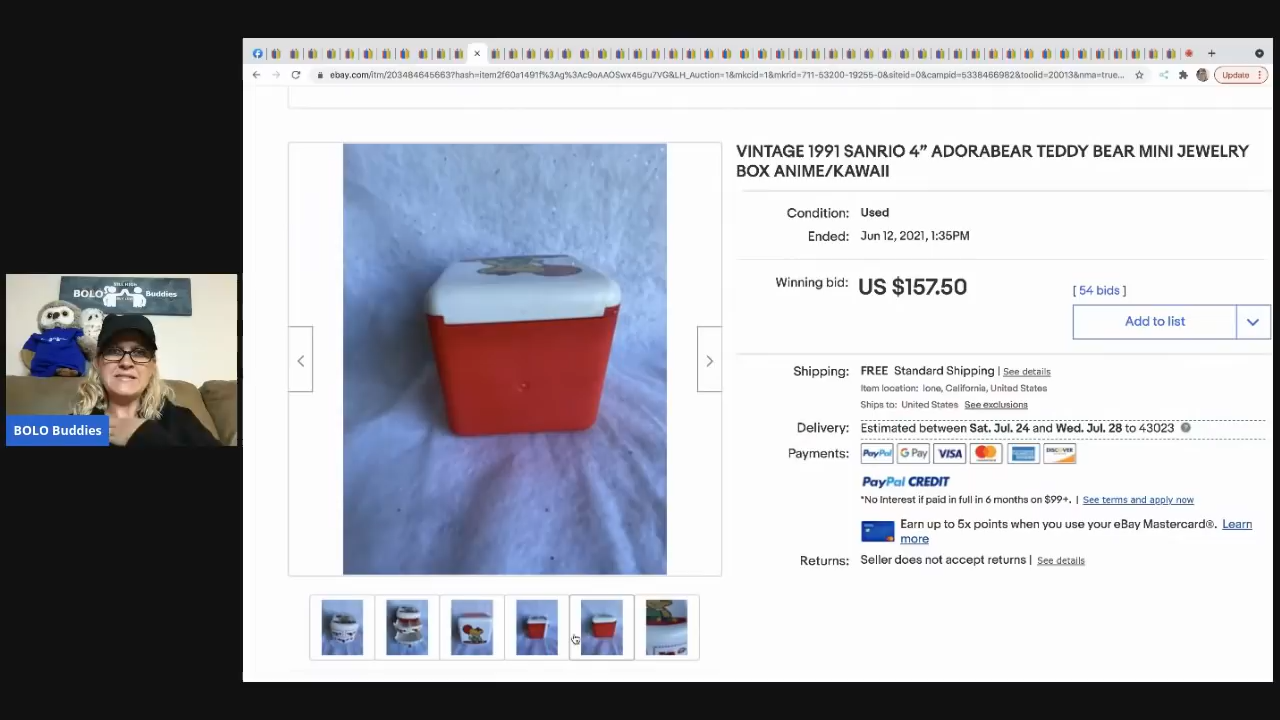 ebay.com/itm/203484645663?hash=item2f60a1491f%3Ag%3Ac9oAAOSwx45gu7VG&LH_Auction=1&mkcid=1&mkrid=711-53200-19255-0&siteid=0&campid=5338466982&toolid=20013&nma=true...
Update
VINTAGE 1991 SANRIO 4” ADORABEAR TEDDY BEAR MINI JEWELRY
BOX ANIME/KAWAII
Condition: Used
Ended: Jun 12, 2021, 1:35PM
Winning bid: US $157.50
[ 54 bids ]
Add to list
Shipping: FREE Standard Shipping | See details
Item location: Ione, California, United States
Ships to: United States See exclusions
Delivery: Estimated between Sat. Jul. 24 and Wed. Jul. 28 to 43023
Payments: PayPal G Pay VISA
DISCOVER
PayPal CREDIT
*No Interest if paid in full in 6 months on $99+. | See terms and apply now
Earn up to 5x points when you use your eBay Mastercard®. Learn
more
Returns: Seller does not accept returns | See details
BOLO Buddies
BOLO Buddies